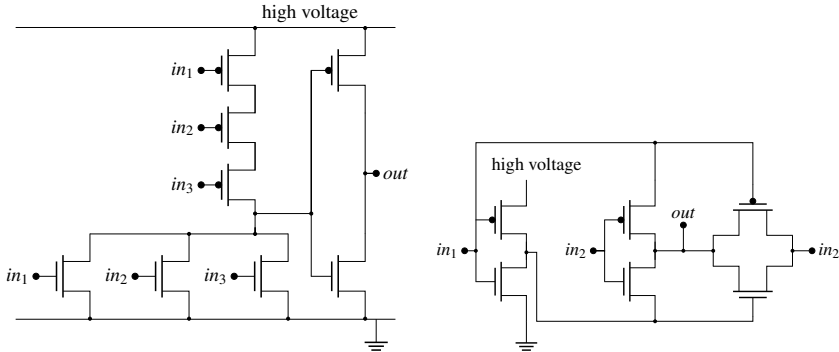 high voltage
in₁
in₂
in₃
out
in₁ in₂ in₃
high voltage
out
in₁ in₂ in₂